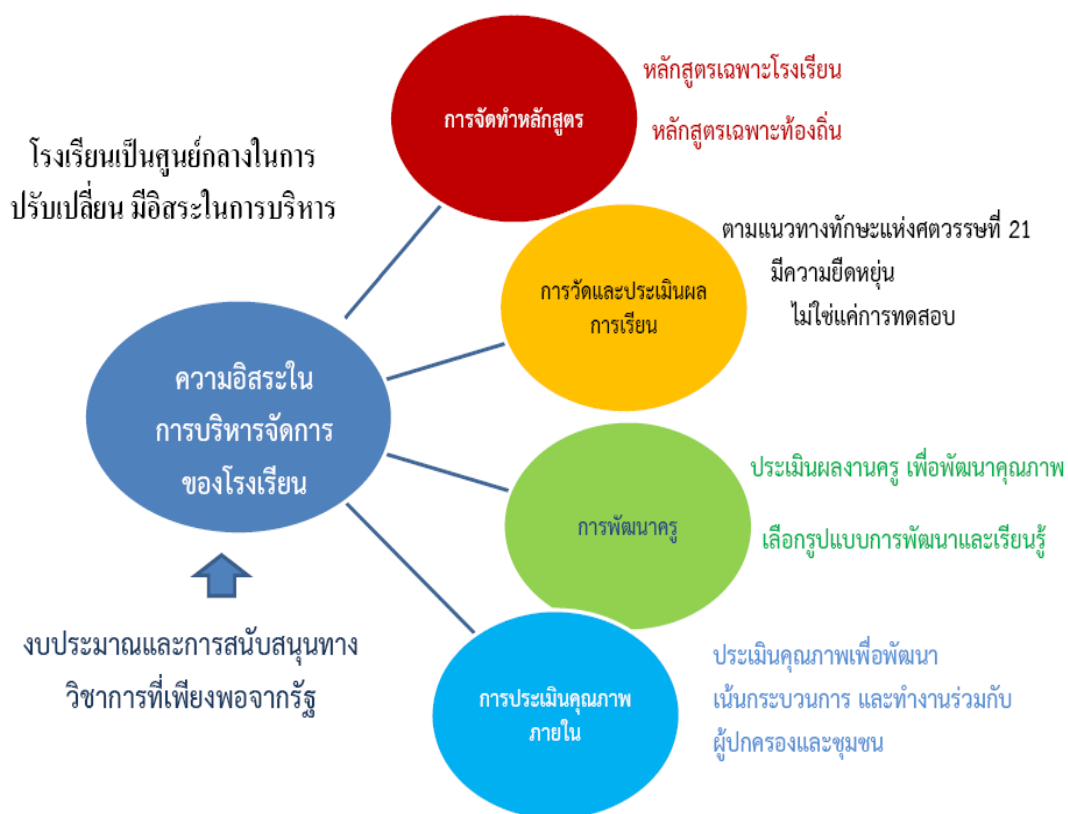 โรงเรียนเป็นศูนย์กลางในการ
ปรับเปลี่ยน มีอิสระในการบริหาร
ความอิสระใน
การบริหารจัดการ
ของโรงเรียน
งบประมาณและการสนับสนุนทาง
วิชาการที่เพียงพอจากรัฐ
การจัดทำหลักสูตร
หลักสูตรเฉพาะโรงเรียน
หลักสูตรเฉพาะท้องถิ่น
การวัดและประเมินผล
การเรียน
ตามแนวทางทักษะแห่งศตวรรษที่ 21
มีความยืดหยุ่น
ไม่ใช่แค่การทดสอบ
การพัฒนาครู
ประเมินผลงานครู เพื่อพัฒนาคุณภาพ
เลือกรูปแบบการพัฒนาและเรียนรู้
การประเมินคุณภาพ
ภายใน
ประเมินคุณภาพเพื่อพัฒนา
เน้นกระบวนการ และทำงานร่วมกับ
ผู้ปกครองและชุมชน